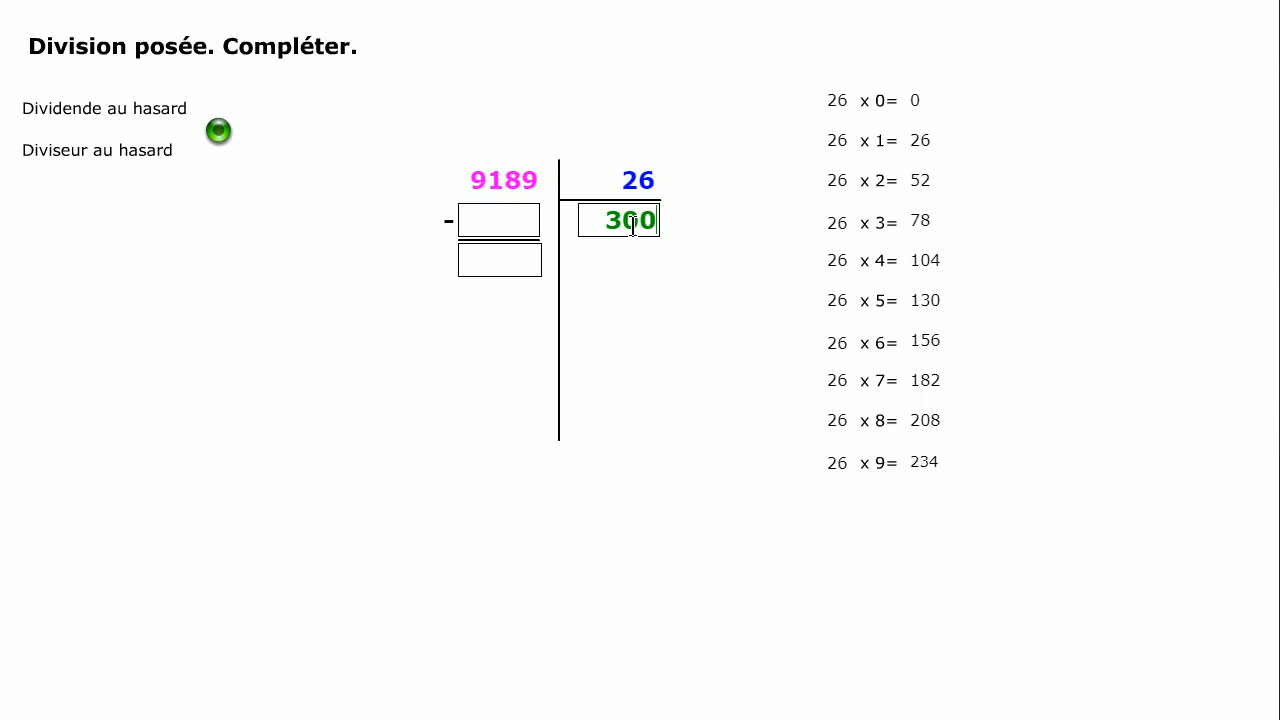 Division posée. Compléter.
Dividende au hasard
Diviseur au hasard
9189 26
- 300
26 x 0= 0
26 x 1= 26
26 x 2= 52
26 x 3= 78
26 x 4= 104
26 x 5= 130
26 x 6= 156
26 x 7= 182
26 x 8= 208
26 x 9= 234